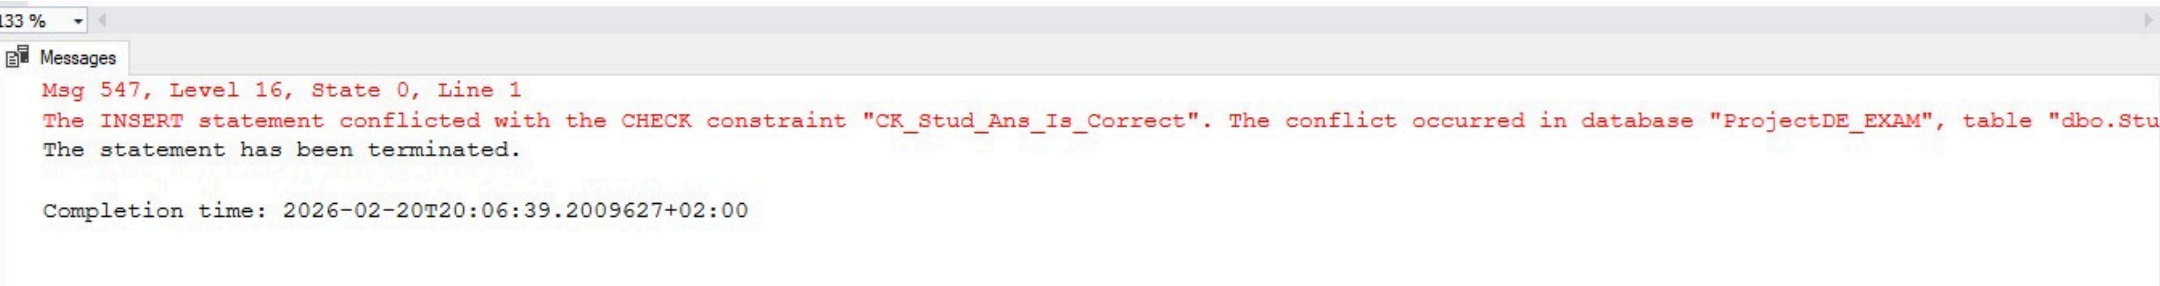 133 %
Messages
Msg 547, Level 16, State 0, Line 1
The INSERT statement conflicted with the CHECK constraint "CK_Stud_Ans_Is_Correct". The conflict occurred in database "ProjectDE_EXAM", table "dbo.Stu
The statement has been terminated.
Completion time: 2026-02-20T20:06:39.2009627+02:00